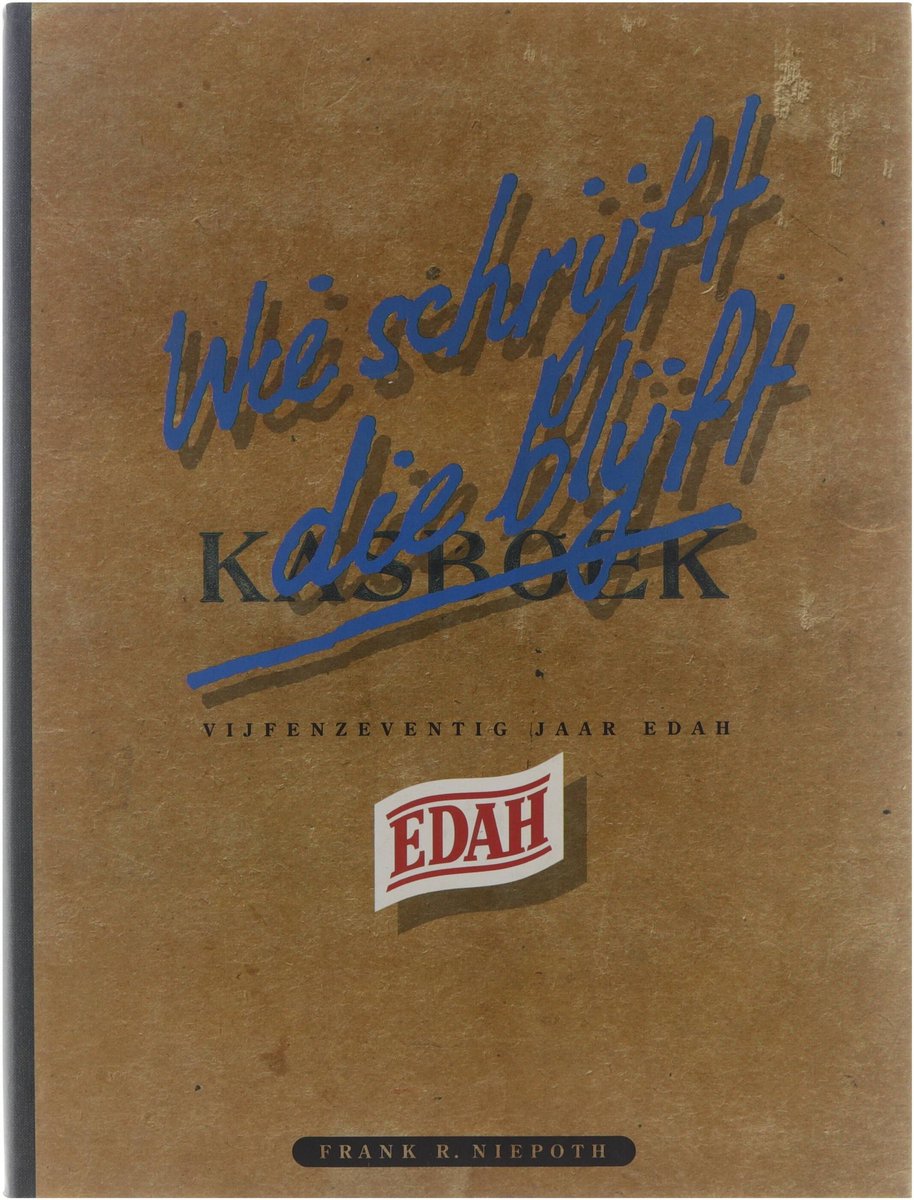 Wie schrijft
die blijft
KASBOEK
VIJFENZEVENTIG JAAR EDAH
EDAH
FRANK R. NIEPOTH